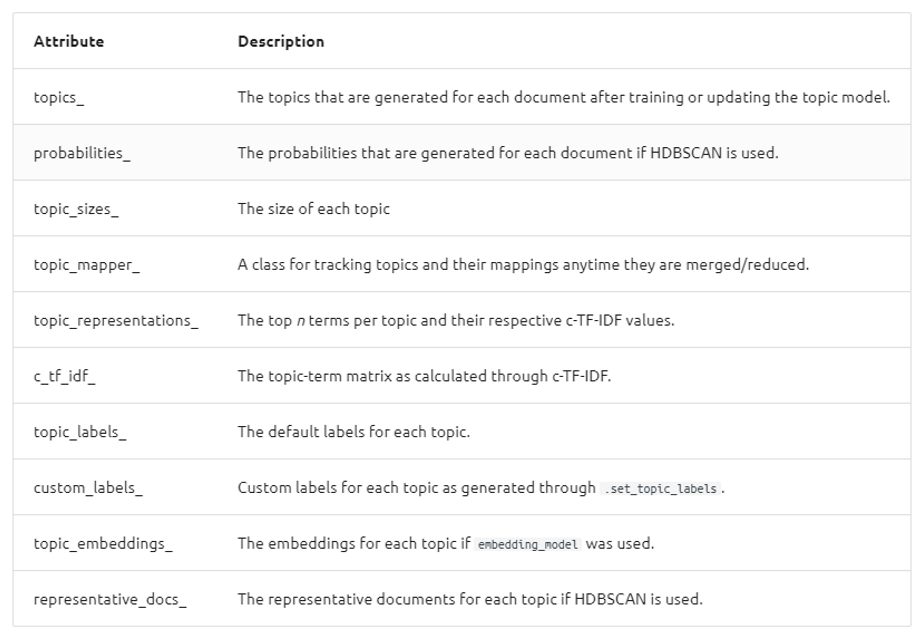 Attribute Description
topics_ The topics that are generated for each document after training or updating the topic model.
probabilities_ The probabilities that are generated for each document if HDBSCAN is used.
topic_sizes_ The size of each topic
topic_mapper_ A class for tracking topics and their mappings anytime they are merged/reduced.
topic_representations_ The top n terms per topic and their respective c-TF-IDF values.
c_tf_idf_ The topic-term matrix as calculated through c-TF-IDF.
topic_labels_ The default labels for each topic.
custom_labels_ Custom labels for each topic as generated through .set_topic_labels.
topic_embeddings_ The embeddings for each topic if embedding_model was used.
representative_docs_ The representative documents for each topic if HDBSCAN is used.